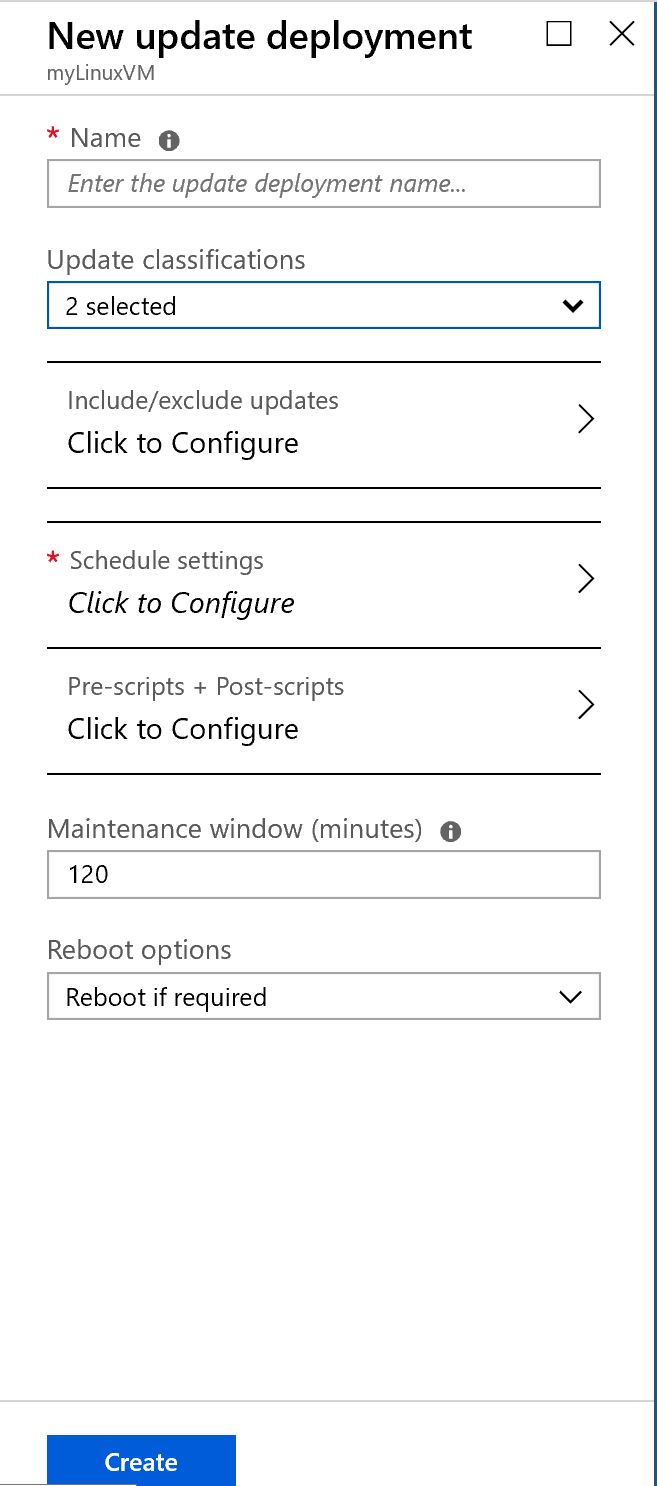 New update deployment
myLinuxVM
* Name
Enter the update deployment name...
Update classifications
2 selected
Include/exclude updates
Click to Configure
* Schedule settings
Click to Configure
Pre-scripts + Post-scripts
Click to Configure
Maintenance window (minutes)
120
Reboot options
Reboot if required
Create